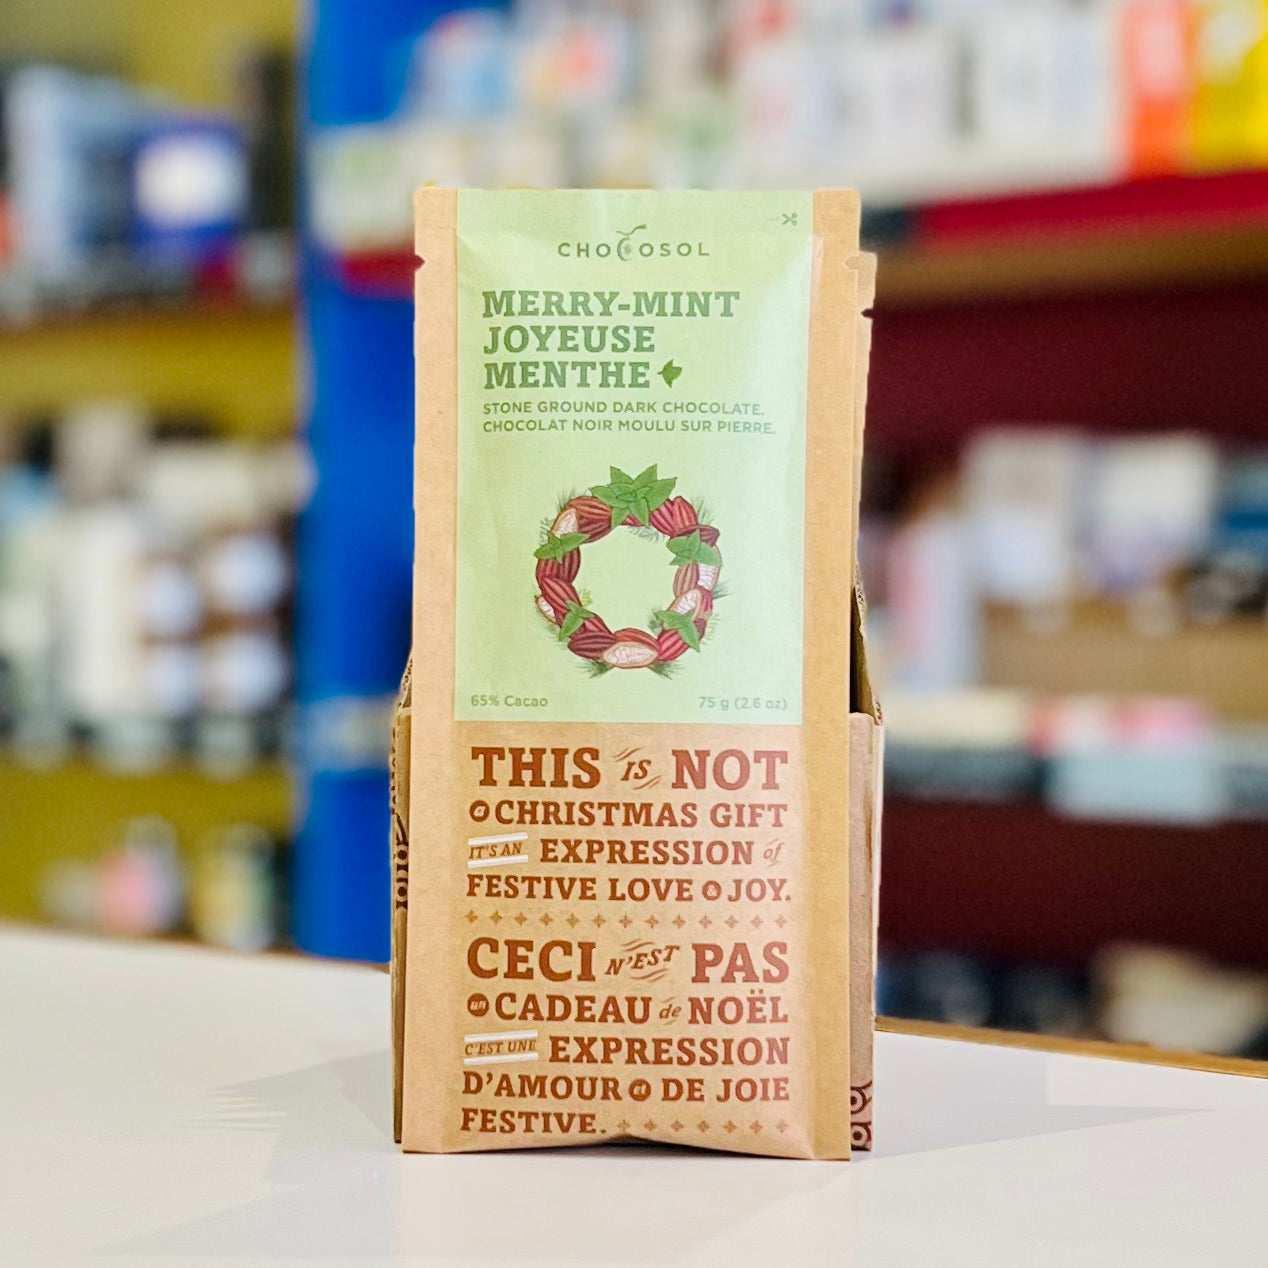 CHOCOSOL
MERRY-MINT
JOYEUSE
MENTHE
STONE GROUND DARK CHOCOLATE.
CHOCOLAT NOIR MOULU SUR PIERRE.
65% Cacao
75 g (2.6 oz)
THIS IS NOT
a CHRISTMAS GIFT
IT'S AN EXPRESSION of
FESTIVE LOVE & JOY.
CECI N'EST PAS
un CADEAU de NOËL
C'EST UNE EXPRESSION
D'AMOUR et DE JOIE
FESTIVE.